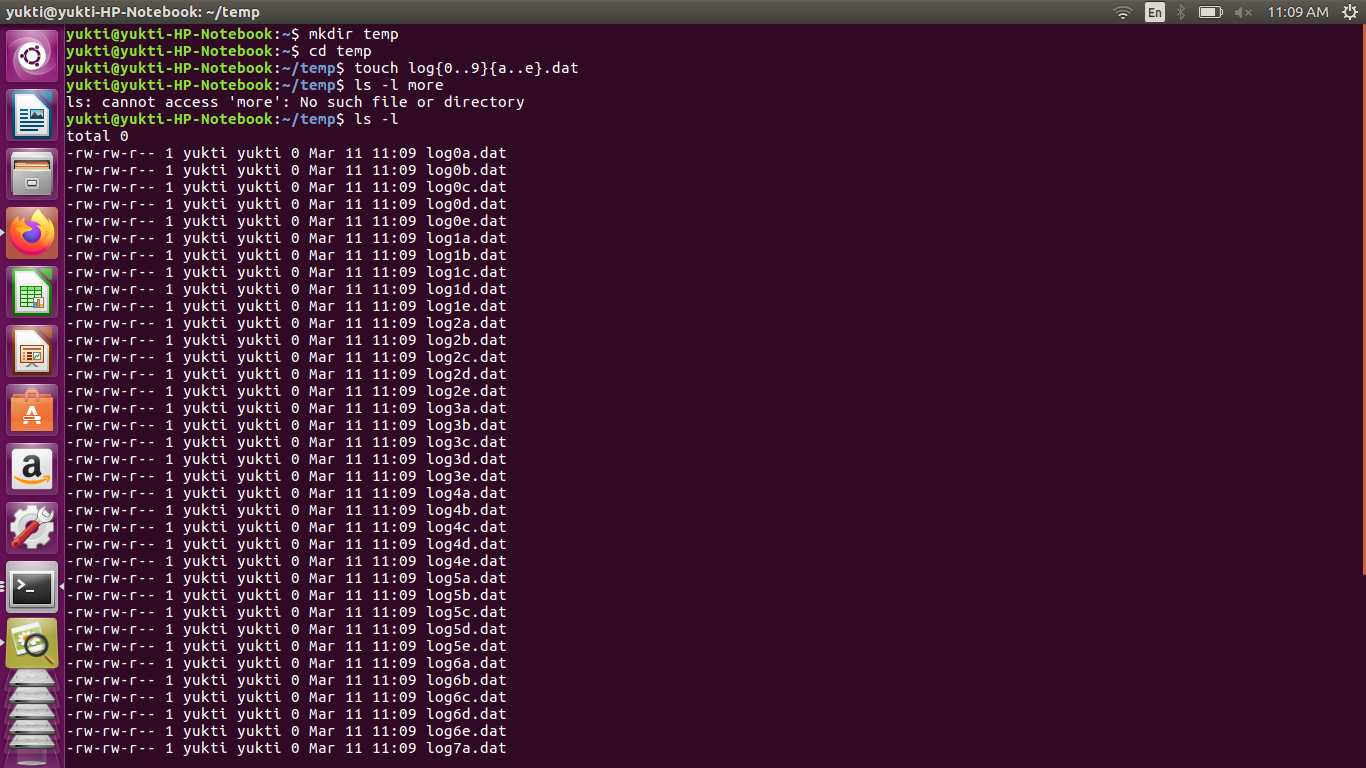 yukti@yukti-HP-Notebook: ~/temp
En
11:09 AM
yukti@yukti-HP-Notebook:~$ mkdir temp
yukti@yukti-HP-Notebook:~$ cd temp
yukti@yukti-HP-Notebook:~/temp$ touch log{0..9}{a..e}.dat
yukti@yukti-HP-Notebook:~/temp$ ls -l more
ls: cannot access 'more': No such file or directory
yukti@yukti-HP-Notebook:~/temp$ ls -l
total 0
-rw-rw-r-- 1 yukti yukti 0 Mar 11 11:09 log0a.dat
-rw-rw-r-- 1 yukti yukti 0 Mar 11 11:09 log0b.dat
-rw-rw-r-- 1 yukti yukti 0 Mar 11 11:09 log0c.dat
-rw-rw-r-- 1 yukti yukti 0 Mar 11 11:09 log0d.dat
-rw-rw-r-- 1 yukti yukti 0 Mar 11 11:09 log0e.dat
-rw-rw-r-- 1 yukti yukti 0 Mar 11 11:09 log1a.dat
-rw-rw-r-- 1 yukti yukti 0 Mar 11 11:09 log1b.dat
-rw-rw-r-- 1 yukti yukti 0 Mar 11 11:09 log1c.dat
-rw-rw-r-- 1 yukti yukti 0 Mar 11 11:09 log1d.dat
-rw-rw-r-- 1 yukti yukti 0 Mar 11 11:09 log1e.dat
-rw-rw-r-- 1 yukti yukti 0 Mar 11 11:09 log2a.dat
-rw-rw-r-- 1 yukti yukti 0 Mar 11 11:09 log2b.dat
-rw-rw-r-- 1 yukti yukti 0 Mar 11 11:09 log2c.dat
-rw-rw-r-- 1 yukti yukti 0 Mar 11 11:09 log2d.dat
-rw-rw-r-- 1 yukti yukti 0 Mar 11 11:09 log2e.dat
-rw-rw-r-- 1 yukti yukti 0 Mar 11 11:09 log3a.dat
-rw-rw-r-- 1 yukti yukti 0 Mar 11 11:09 log3b.dat
-rw-rw-r-- 1 yukti yukti 0 Mar 11 11:09 log3c.dat
-rw-rw-r-- 1 yukti yukti 0 Mar 11 11:09 log3d.dat
-rw-rw-r-- 1 yukti yukti 0 Mar 11 11:09 log3e.dat
-rw-rw-r-- 1 yukti yukti 0 Mar 11 11:09 log4a.dat
-rw-rw-r-- 1 yukti yukti 0 Mar 11 11:09 log4b.dat
-rw-rw-r-- 1 yukti yukti 0 Mar 11 11:09 log4c.dat
-rw-rw-r-- 1 yukti yukti 0 Mar 11 11:09 log4d.dat
-rw-rw-r-- 1 yukti yukti 0 Mar 11 11:09 log4e.dat
-rw-rw-r-- 1 yukti yukti 0 Mar 11 11:09 log5a.dat
-rw-rw-r-- 1 yukti yukti 0 Mar 11 11:09 log5b.dat
-rw-rw-r-- 1 yukti yukti 0 Mar 11 11:09 log5c.dat
-rw-rw-r-- 1 yukti yukti 0 Mar 11 11:09 log5d.dat
-rw-rw-r-- 1 yukti yukti 0 Mar 11 11:09 log5e.dat
-rw-rw-r-- 1 yukti yukti 0 Mar 11 11:09 log6a.dat
-rw-rw-r-- 1 yukti yukti 0 Mar 11 11:09 log6b.dat
-rw-rw-r-- 1 yukti yukti 0 Mar 11 11:09 log6c.dat
-rw-rw-r-- 1 yukti yukti 0 Mar 11 11:09 log6d.dat
-rw-rw-r-- 1 yukti yukti 0 Mar 11 11:09 log6e.dat
-rw-rw-r-- 1 yukti yukti 0 Mar 11 11:09 log7a.dat